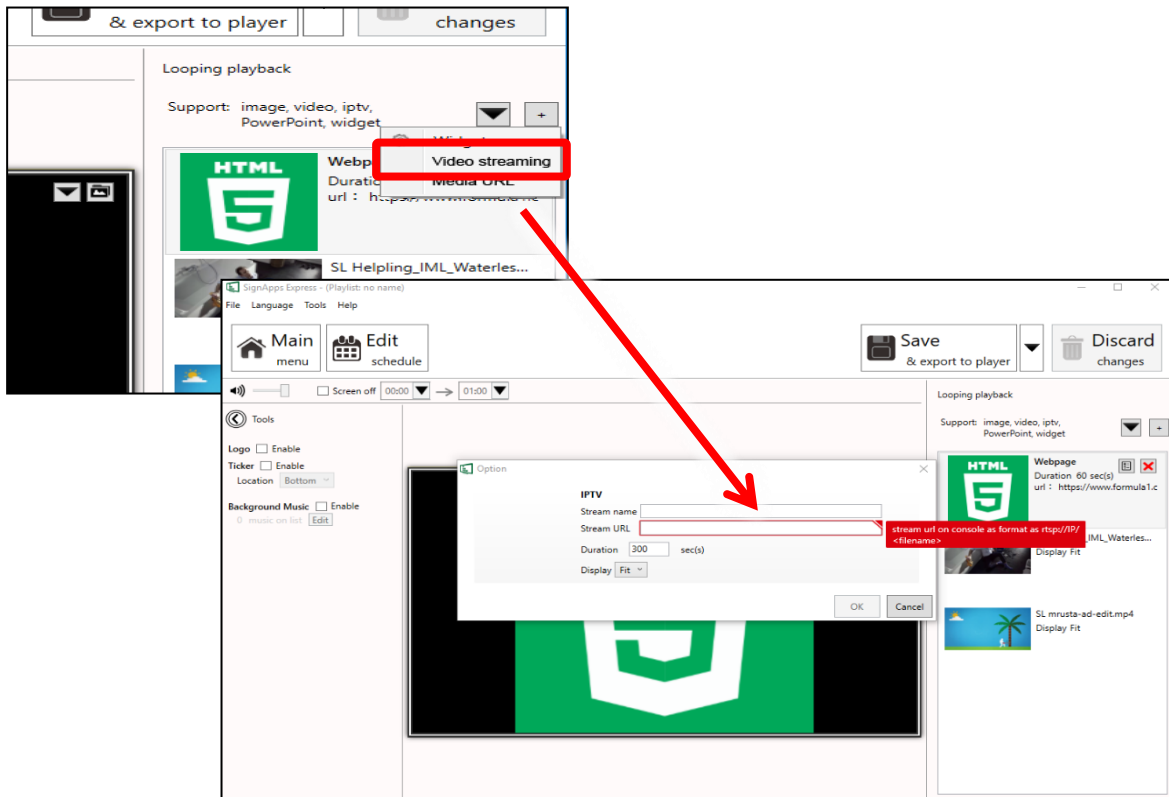 & export to player
changes
Looping playback
Support: image, video, iptv,
PowerPoint, widget
+
Video streaming
Media URL
HTML
Webp
Duratic
SL Helpling_IML_Waterles...
SignApps Express - (Playlist: no name)
File Language Tools Help
Main
menu
Edit
schedule
Save
& export to player
Discard
changes
Screen off 00:00 → 01:00
Looping playback
Tools
Support: image, video, iptv,
PowerPoint, widget
+
Logo Enable
Ticker Enable
Location Bottom
Background Music Enable
0 music on list Edit
Option
IPTV
Stream name
Stream URL
stream url on console as format as rtsp://IP/
<filename>
Duration 300 sec(s)
Display Fit
OK Cancel
HTML
Webpage
Duration 60 sec(s)
url : https://www.formula1.c
_IML_Waterles...
Display Fit
SL mrusta-ad-edit.mp4
Display Fit